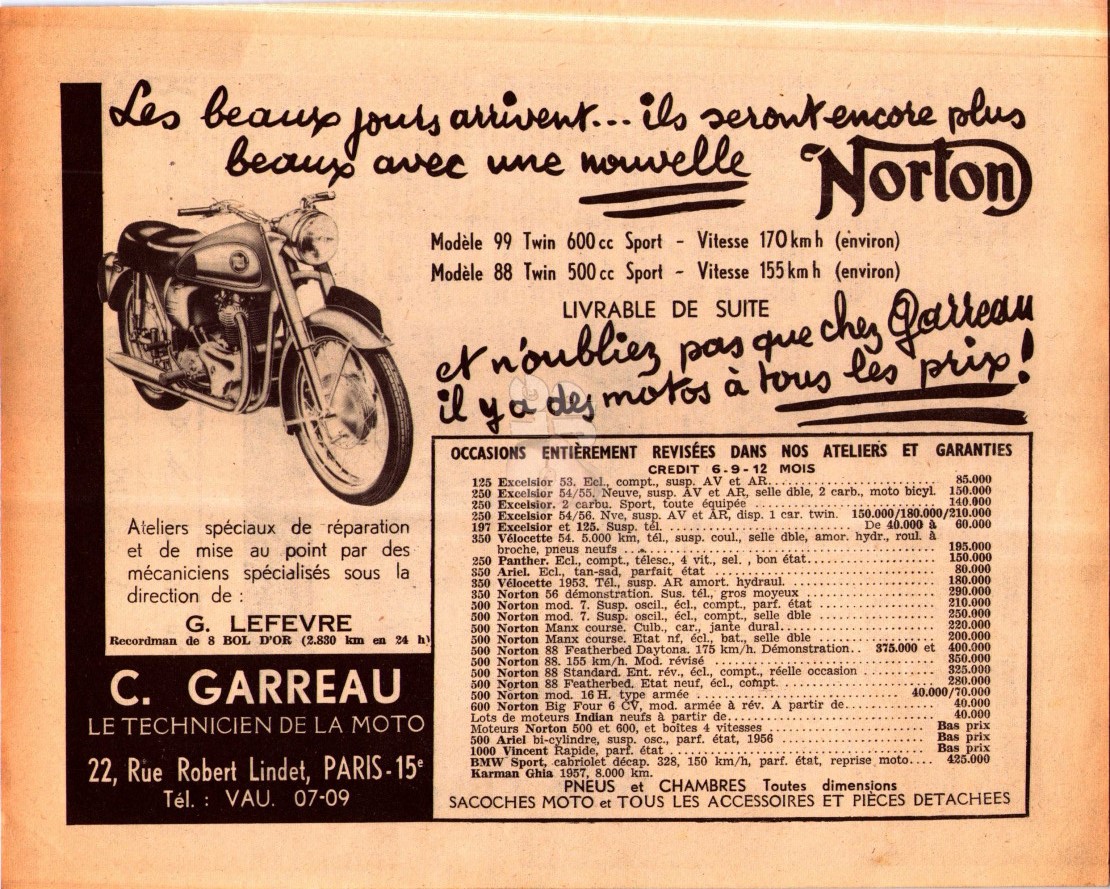 Les beaux jours arrivent... ils seront encore plus
beaux avec une nouvelle Norton
Modèle 99 Twin 600 cc Sport - Vitesse 170 km h (environ)
Modèle 88 Twin 500 cc Sport - Vitesse 155 km h (environ)
LIVRABLE DE SUITE
et n'oubliez pas que chez Garreau
il y a des motos à tous les prix !
Ateliers spéciaux de réparation
et de mise au point par des
mécaniciens spécialisés sous la
direction de :
G. LEFEVRE
Recordman de 8 BOL D'OR (2.830 km en 24 h)
C. GARREAU
LE TECHNICIEN DE LA MOTO
22, Rue Robert Lindet, PARIS-15e
Tél. : VAU. 07-09
OCCASIONS ENTIÈREMENT REVISÉES DANS NOS ATELIERS ET GARANTIES
CREDIT 6-9-12 MOIS
125 Excelsior 53. Ecl., compt., susp. AV et AR. 85.000
250 Excelsior 54/55. Neuve, susp. AV et AR, selle dble, 2 carb., moto bicyl. 150.000
250 Excelsior. 2 carbu. Sport, toute équipée 140.000
250 Excelsior 54/56. Nve, susp. AV et AR, disp. 1 car. twin. 150.000/180.000/210.000
197 Excelsior et 125. Susp. tél. De 40.000 à 60.000
350 Vélocette 54. 5.000 km, tél., susp. coul., selle dble, amor. hydr., roul. à
broche, pneus neufs 195.000
250 Panther. Ecl., compt., télesc., 4 vit., sel. , bon état. 150.000
350 Ariel. Ecl., tan-sad, parfait état 80.000
350 Vélocette 1953. Tél., susp. AR amort. hydraul. 180.000
350 Norton 56 démonstration. Sus. tél., gros moyeux 290.000
500 Norton mod. 7. Susp. oscil., écl., compt., parf. état 210.000
500 Norton mod. 7. Susp. oscil., écl., compt., selle dble 250.000
500 Norton Manx course. Culb., car., jante dural. 220.000
500 Norton Manx course. Etat nf, écl., bat., selle dble 200.000
500 Norton 88 Featherbed Daytona. 175 km/h. Démonstration.. 375.000 et 400.000
500 Norton 88. 155 km/h. Mod. révisé 350.000
500 Norton 88 Standard. Ent. rév., écl., compt., réelle occasion 325.000
500 Norton 88 Featherbed. Etat neuf, écl., compt. 280.000
500 Norton mod. 16 H. type armée 40.000/70.000
600 Norton Big Four 6 CV, mod. armée à rév. A partir de 40.000
Lots de moteurs Indian neufs à partir de 40.000
Moteurs Norton 500 et 600, et boîtes 4 vitesses Bas prix
500 Ariel bi-cylindre, susp. osc., parf. état, 1956 Bas prix
1000 Vincent Rapide, parf. état Bas prix
BMW Sport, cabriolet décap. 328, 150 km/h, parf. état, reprise moto.... 425.000
Karman Ghia 1957, 8.000 km.
PNEUS et CHAMBRES Toutes dimensions
SACOCHES MOTO et TOUS LES ACCESSOIRES ET PIÈCES DETACHEES